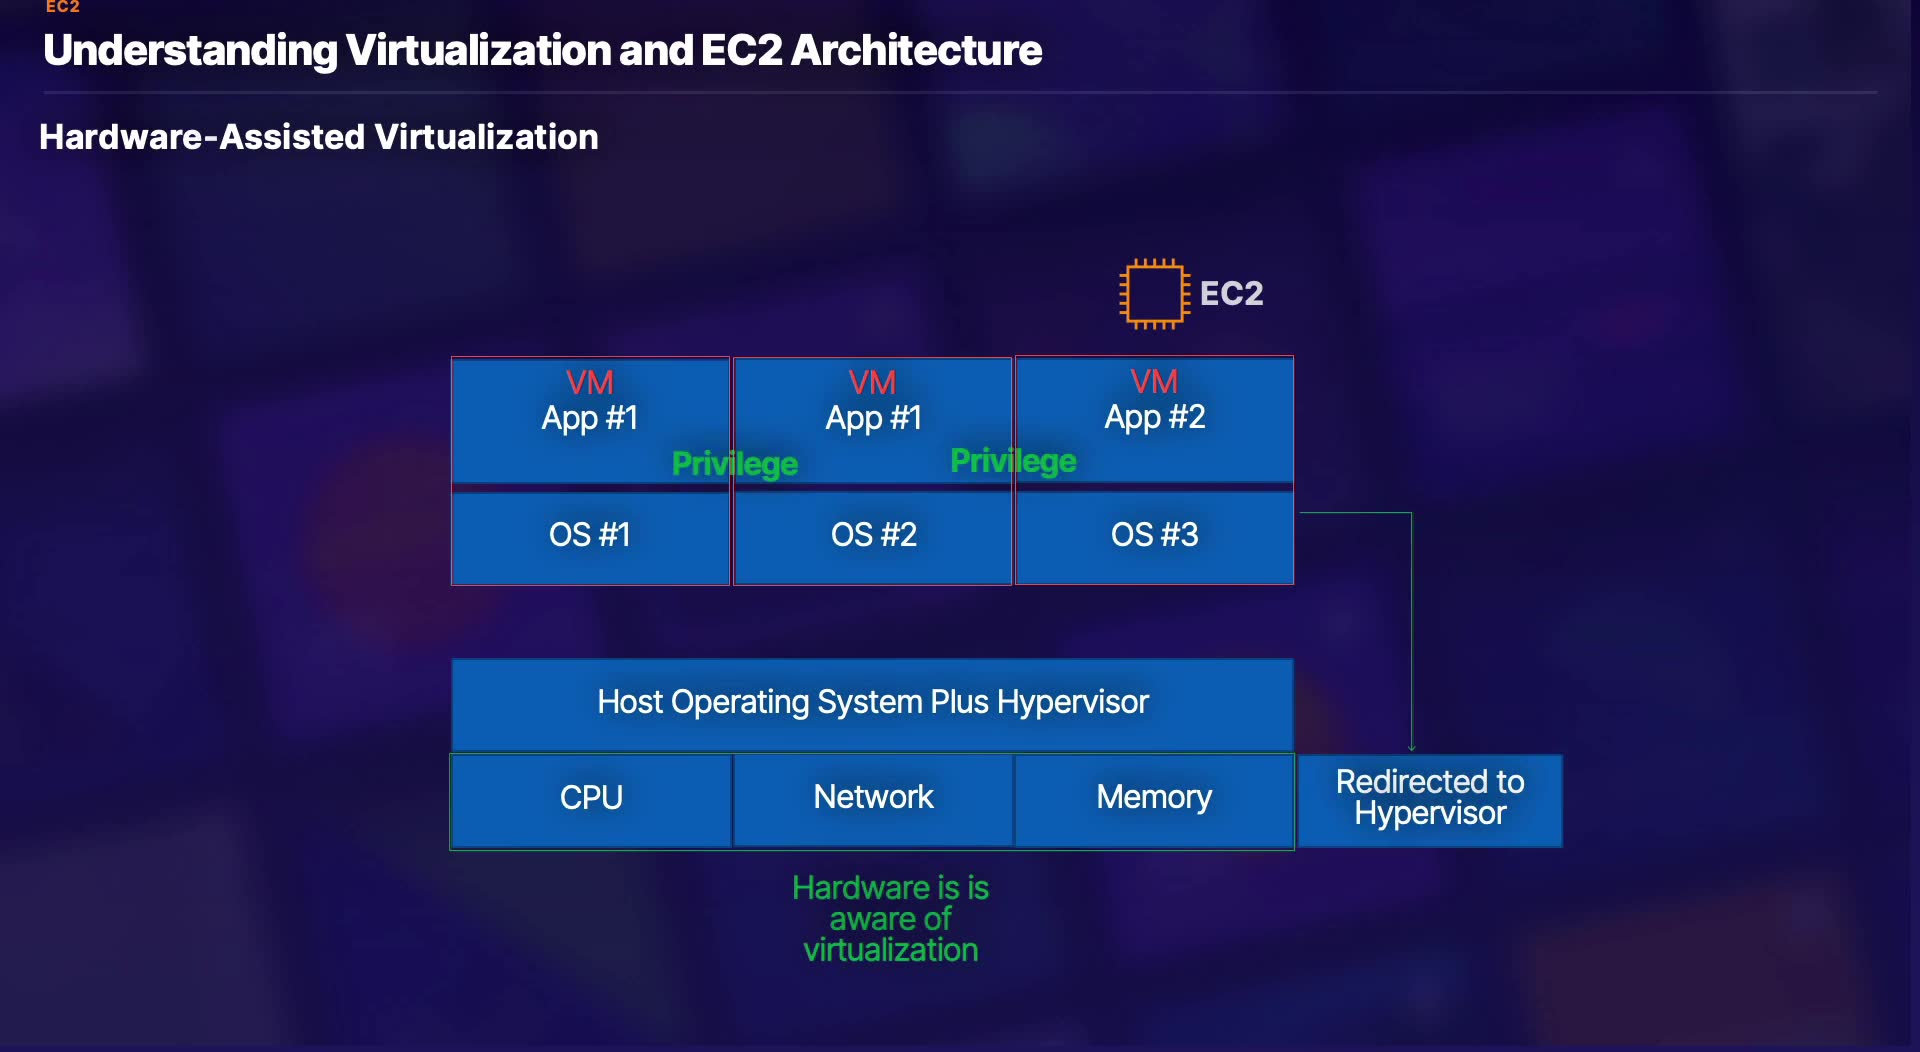 EC2
Understanding Virtualization and EC2 Architecture
Hardware-Assisted Virtualization
EC2
VM
App #1
VM
App #1
VM
App #2
Privilege
Privilege
OS #1
OS #2
OS #3
Host Operating System Plus Hypervisor
CPU
Network
Memory
Redirected to
Hypervisor
Hardware is is
aware of
virtualization